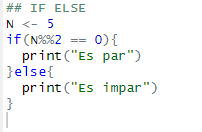 ## IF ELSE
N <- 5
if(N%%2 == 0){
  print("Es par")
}else{
  print("Es impar")
}